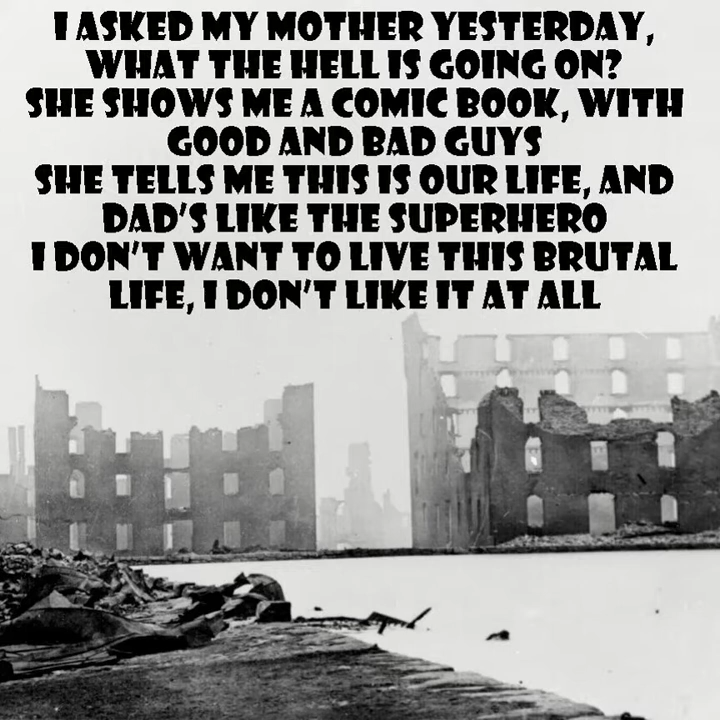 I ASKED MY MOTHER YESTERDAY,
WHAT THE HELL IS GOING ON?
SHE SHOWS ME A COMIC BOOK, WITH
GOOD AND BAD GUYS
SHE TELLS ME THIS IS OUR LIFE, AND
DAD'S LIKE THE SUPERHERO
I DON'T WANT TO LIVE THIS BRUTAL
LIFE, I DON'T LIKE IT AT ALL